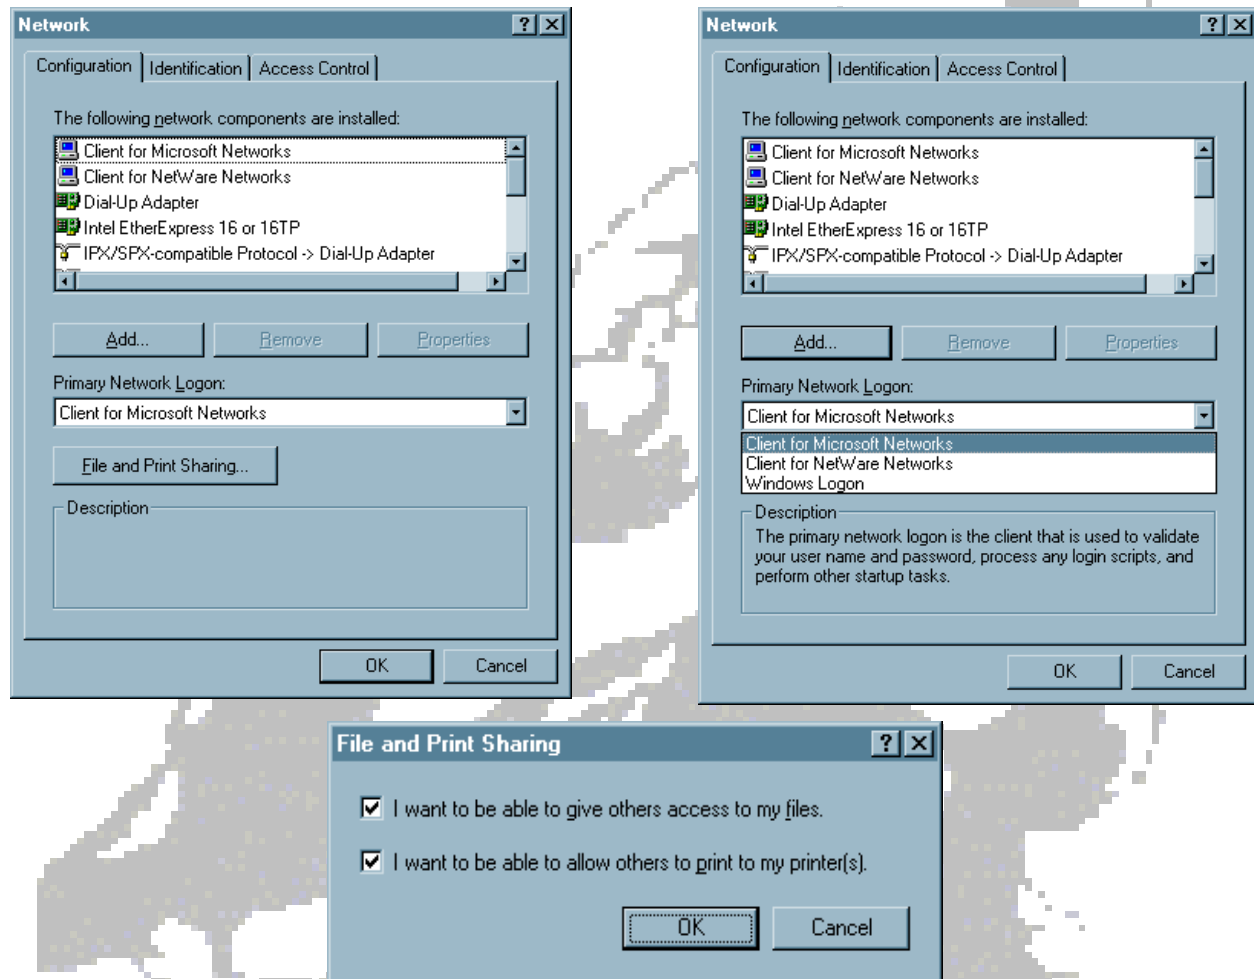 Network
Configuration Identification Access Control
The following network components are installed:
Client for Microsoft Networks
Client for NetWare Networks
Dial-Up Adapter
Intel EtherExpress 16 or 16TP
IPX/SPX-compatible Protocol -> Dial-Up Adapter
Add... Remove Properties
Primary Network Logon:
Client for Microsoft Networks
File and Print Sharing...
Description
OK Cancel
Network
Configuration Identification Access Control
The following network components are installed:
Client for Microsoft Networks
Client for NetWare Networks
Dial-Up Adapter
Intel EtherExpress 16 or 16TP
IPX/SPX-compatible Protocol -> Dial-Up Adapter
Add... Remove Properties
Primary Network Logon:
Client for Microsoft Networks
Client for Microsoft Networks
Client for NetWare Networks
Windows Logon
Description
The primary network logon is the client that is used to validate
your user name and password, process any login scripts, and
perform other startup tasks.
OK Cancel
File and Print Sharing
I want to be able to give others access to my files.
I want to be able to allow others to print to my printer(s).
OK Cancel